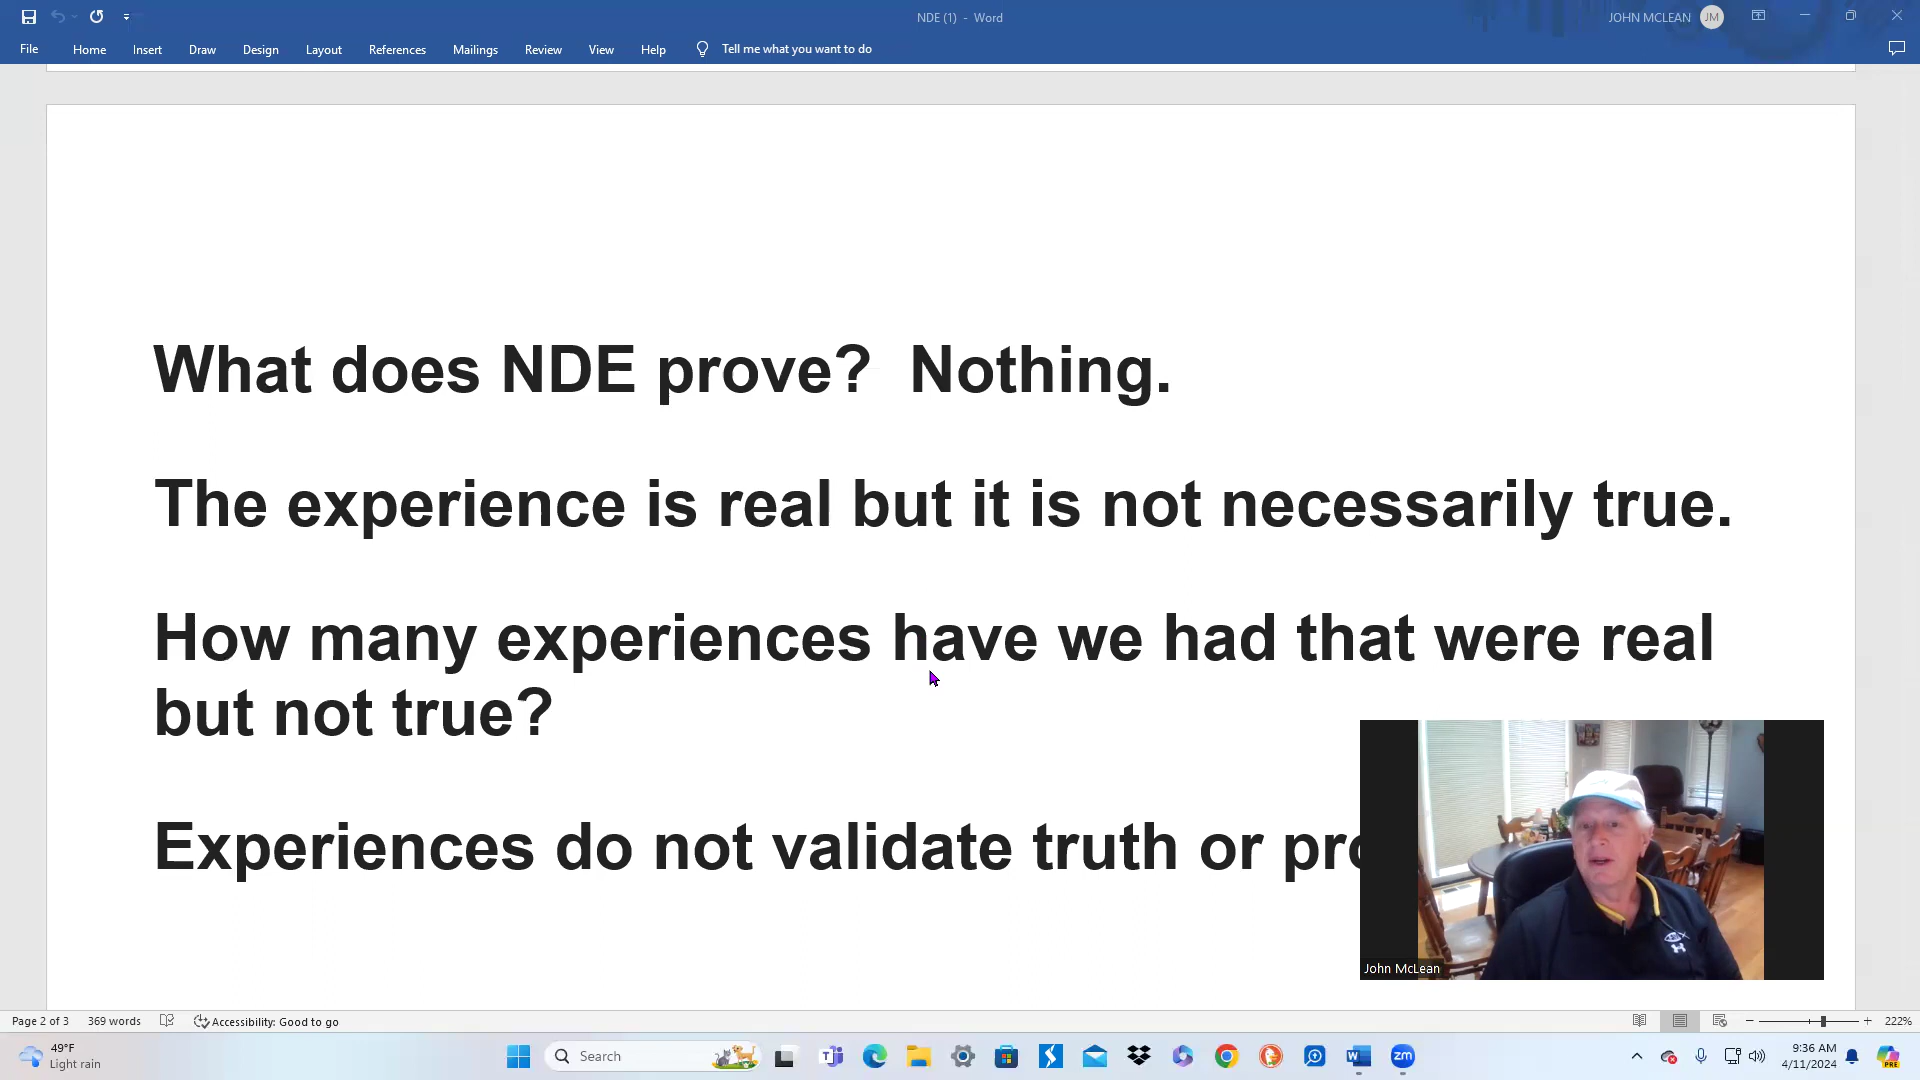 NDE (1) - Word
JOHN MCLEAN
JM
File Home Insert Draw Design Layout References Mailings Review View Help Tell me what you want to do
What does NDE prove? Nothing.
The experience is real but it is not necessarily true.
How many experiences have we had that were real
but not true?
Experiences do not validate truth or
John McLean
Page 2 of 3 369 words Accessibility: Good to go
222%
49°F
Light rain
Search
zm
9:36 AM
4/11/2024
PRE